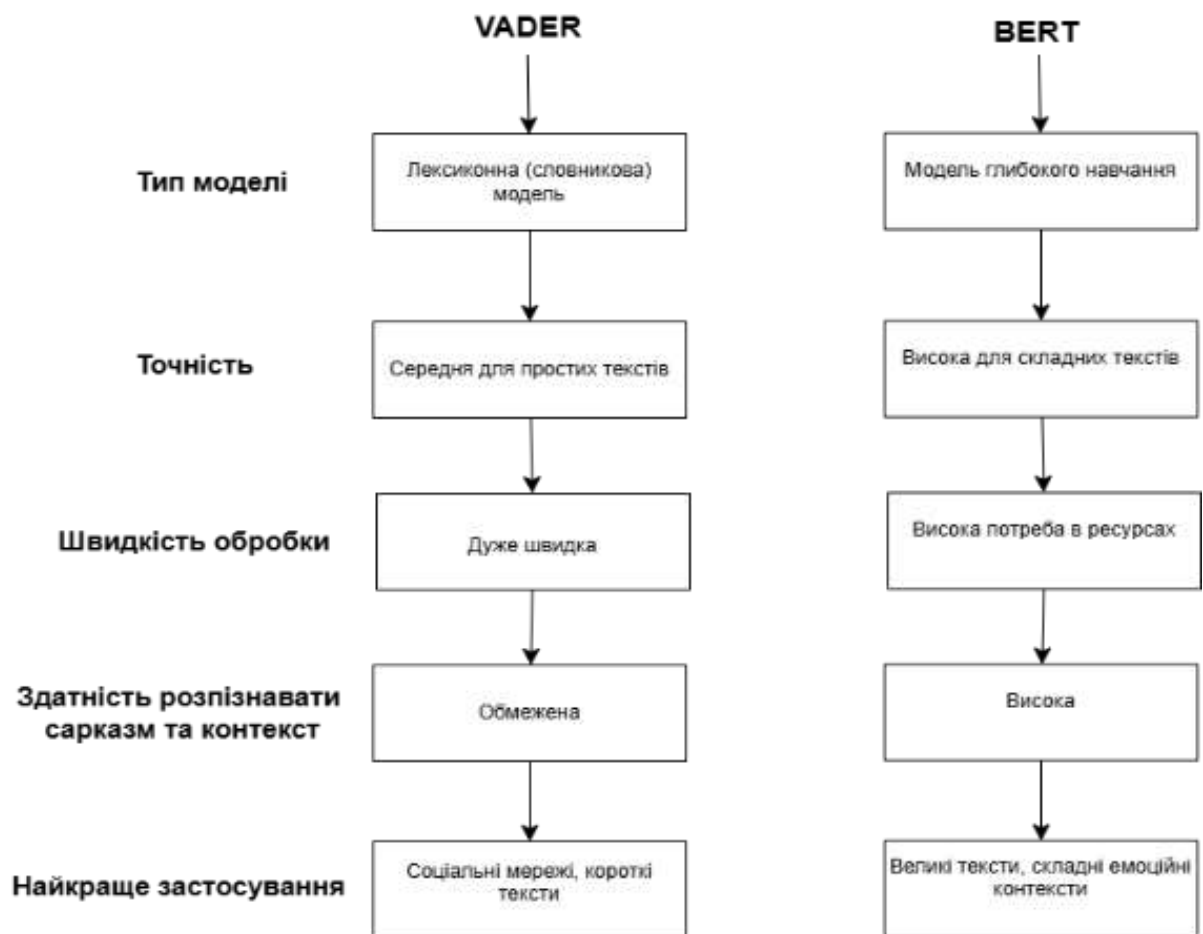 VADER
BERT
Тип моделі
Лексиконна (словникова)
модель
Модель глибокого навчання
Точність
Середня для простих текстів
Висока для складних текстів
Швидкість обробки
Дуже швидка
Висока потреба в ресурсах
Здатність розпізнавати
сарказм та контекст
Обмежена
Висока
Найкраще застосування
Соціальні мережі, короткі
тексти
Великі тексти, складні емоційні
контексти